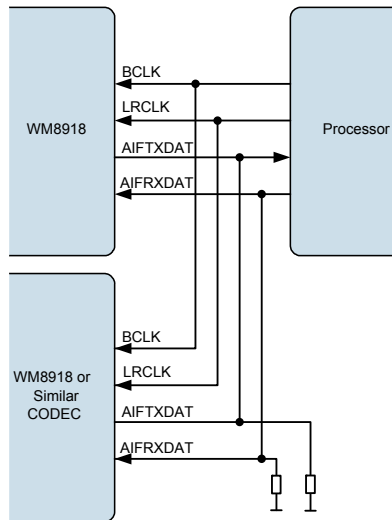 BCLK
LRCLK
WM8918
Processor
AIFTXDAT
AIFRXDAT
BCLK
LRCLK
WM8918 or
Similar
CODEC
AIFTXDAT
AIFRXDAT